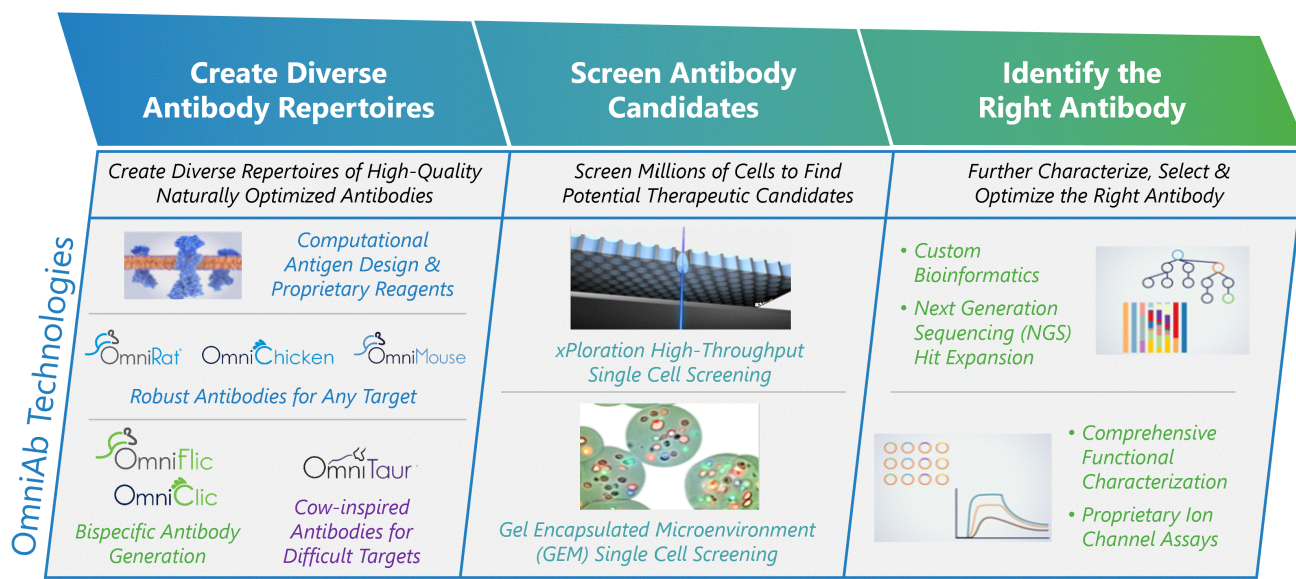 Create Diverse
Antibody Repertoires
Screen Antibody
Candidates
Identify the
Right Antibody
Create Diverse Repertoires of High-Quality
Naturally Optimized Antibodies
Screen Millions of Cells to Find
Potential Therapeutic Candidates
Further Characterize, Select &
Optimize the Right Antibody
OmniAb Technologies
Computational
Antigen Design &
Proprietary Reagents
OmniRat
OmniChicken
OmniMouse
Robust Antibodies for Any Target
OmniFlic
OmniClic
Bispecific Antibody
Generation
OmniTaur
Cow-inspired
Antibodies for
Difficult Targets
xPloration High-Throughput
Single Cell Screening
Gel Encapsulated Microenvironment
(GEM) Single Cell Screening
• Custom
Bioinformatics
• Next Generation
Sequencing (NGS)
Hit Expansion
• Comprehensive
Functional
Characterization
• Proprietary Ion
Channel Assays